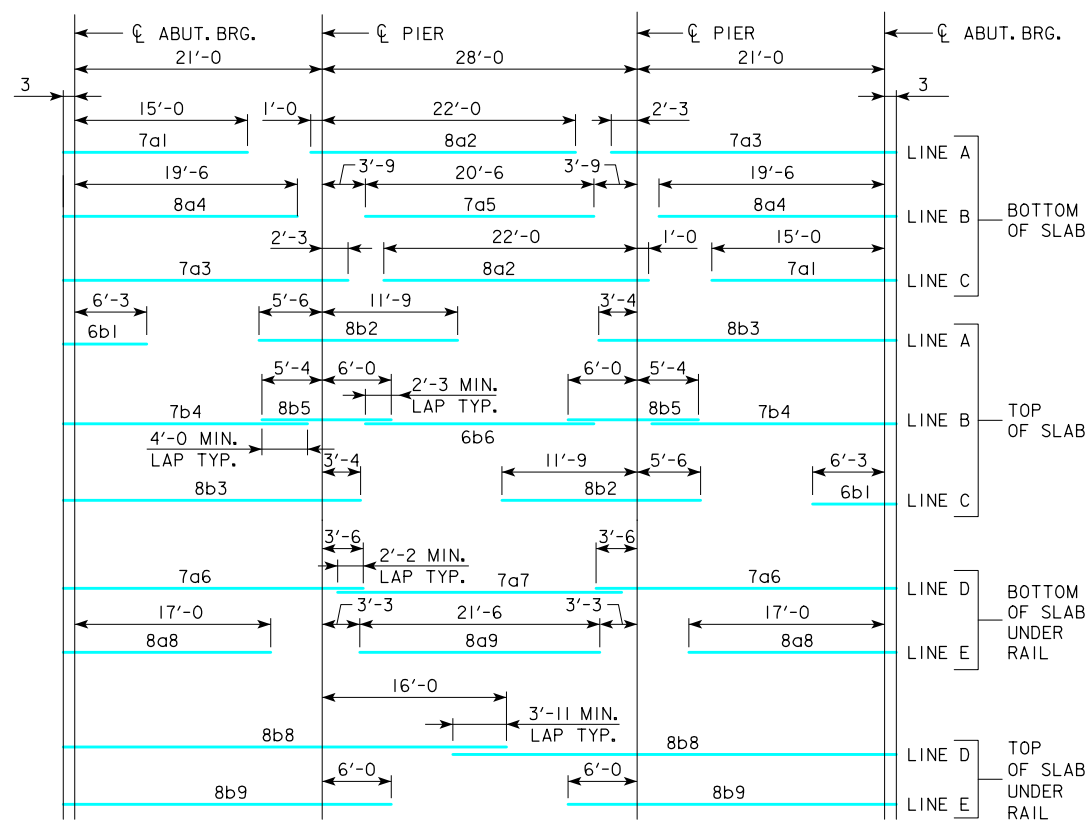 ℄ ABUT. BRG.
℄ PIER
℄ PIER
℄ ABUT. BRG.
21'-0
28'-0
21'-0
3
3
15'-0
1'-0
22'-0
2'-3
7a1
8a2
7a3
LINE A
19'-6
3'-9
20'-6
3'-9
19'-6
8a4
7a5
8a4
LINE B
BOTTOM
OF SLAB
2'-3
22'-0
1'-0
15'-0
7a3
8a2
7a1
LINE C
6'-3
5'-6
11'-9
3'-4
6b1
8b2
8b3
LINE A
5'-4
6'-0
2'-3 MIN.
LAP TYP.
6'-0
5'-4
7b4
8b5
6b6
8b5
7b4
LINE B
TOP
OF SLAB
4'-0 MIN.
LAP TYP.
3'-4
11'-9
5'-6
6'-3
8b3
8b2
6b1
LINE C
3'-6
2'-2 MIN.
LAP TYP.
3'-6
7a6
7a7
7a6
LINE D
BOTTOM
OF SLAB
UNDER
RAIL
17'-0
3'-3
21'-6
3'-3
17'-0
8a8
8a9
8a8
LINE E
16'-0
3'-11 MIN.
LAP TYP.
8b8
8b8
LINE D
TOP
OF SLAB
UNDER
RAIL
6'-0
6'-0
8b9
8b9
LINE E